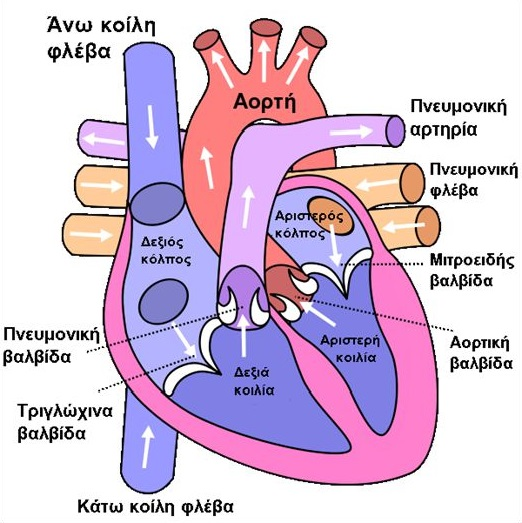 Άνω κοίλη
φλέβα
Αορτή
Πνευμονική
αρτηρία
Πνευμονική
φλέβα
Αριστερός
κόλπος
Δεξιός
κόλπος
Μιτροειδής
βαλβίδα
Πνευμονική
βαλβίδα
Αριστερή
κοιλία
Αορτική
βαλβίδα
Δεξιά
κοιλία
Τριγλώχινα
βαλβίδα
Κάτω κοίλη φλέβα